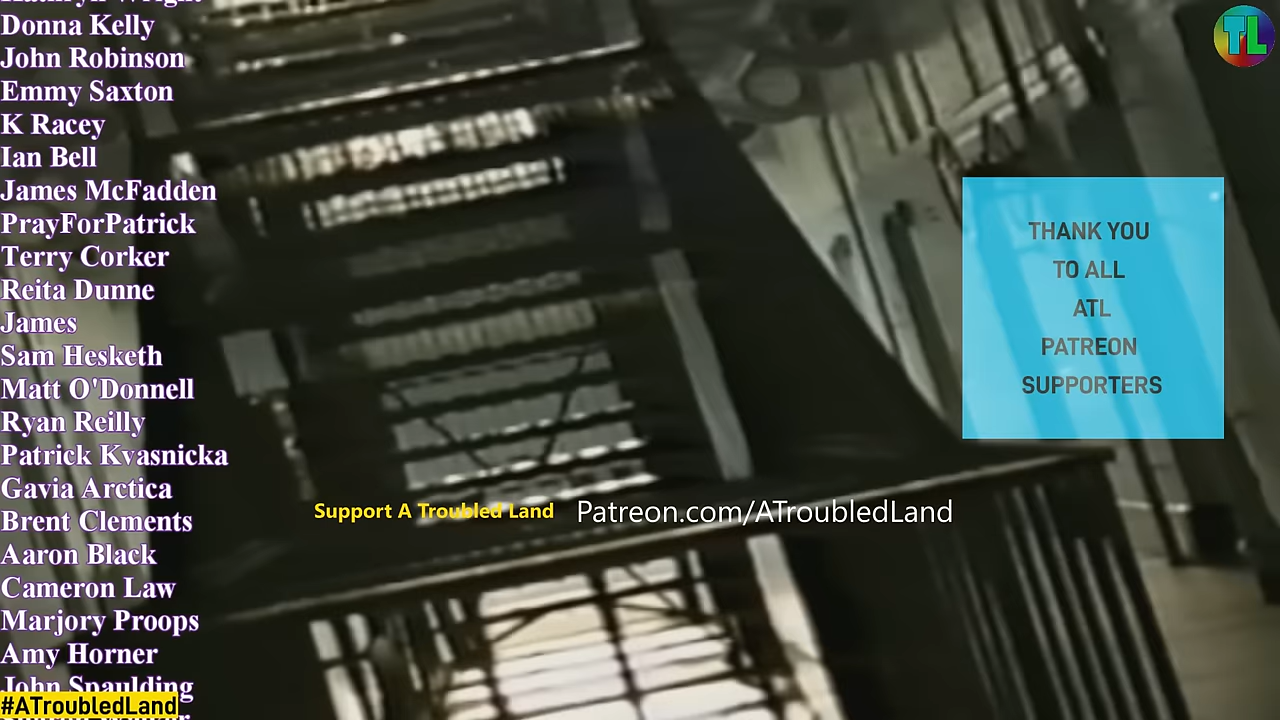 Donna Kelly
John Robinson
Emmy Saxton
K Racey
Ian Bell
James McFadden
PrayForPatrick
Terry Corker
Reita Dunne
James
Sam Hesketh
Matt O'Donnell
Ryan Reilly
Patrick Kvasnicka
Gavia Arctica
Brent Clements
Aaron Black
Cameron Law
Marjory Proops
Amy Horner
John Spaulding
#ATroubledLand
Support A Troubled Land Patreon.com/ATroubledLand
TL
THANK YOU
TO ALL
ATL
PATREON
SUPPORTERS